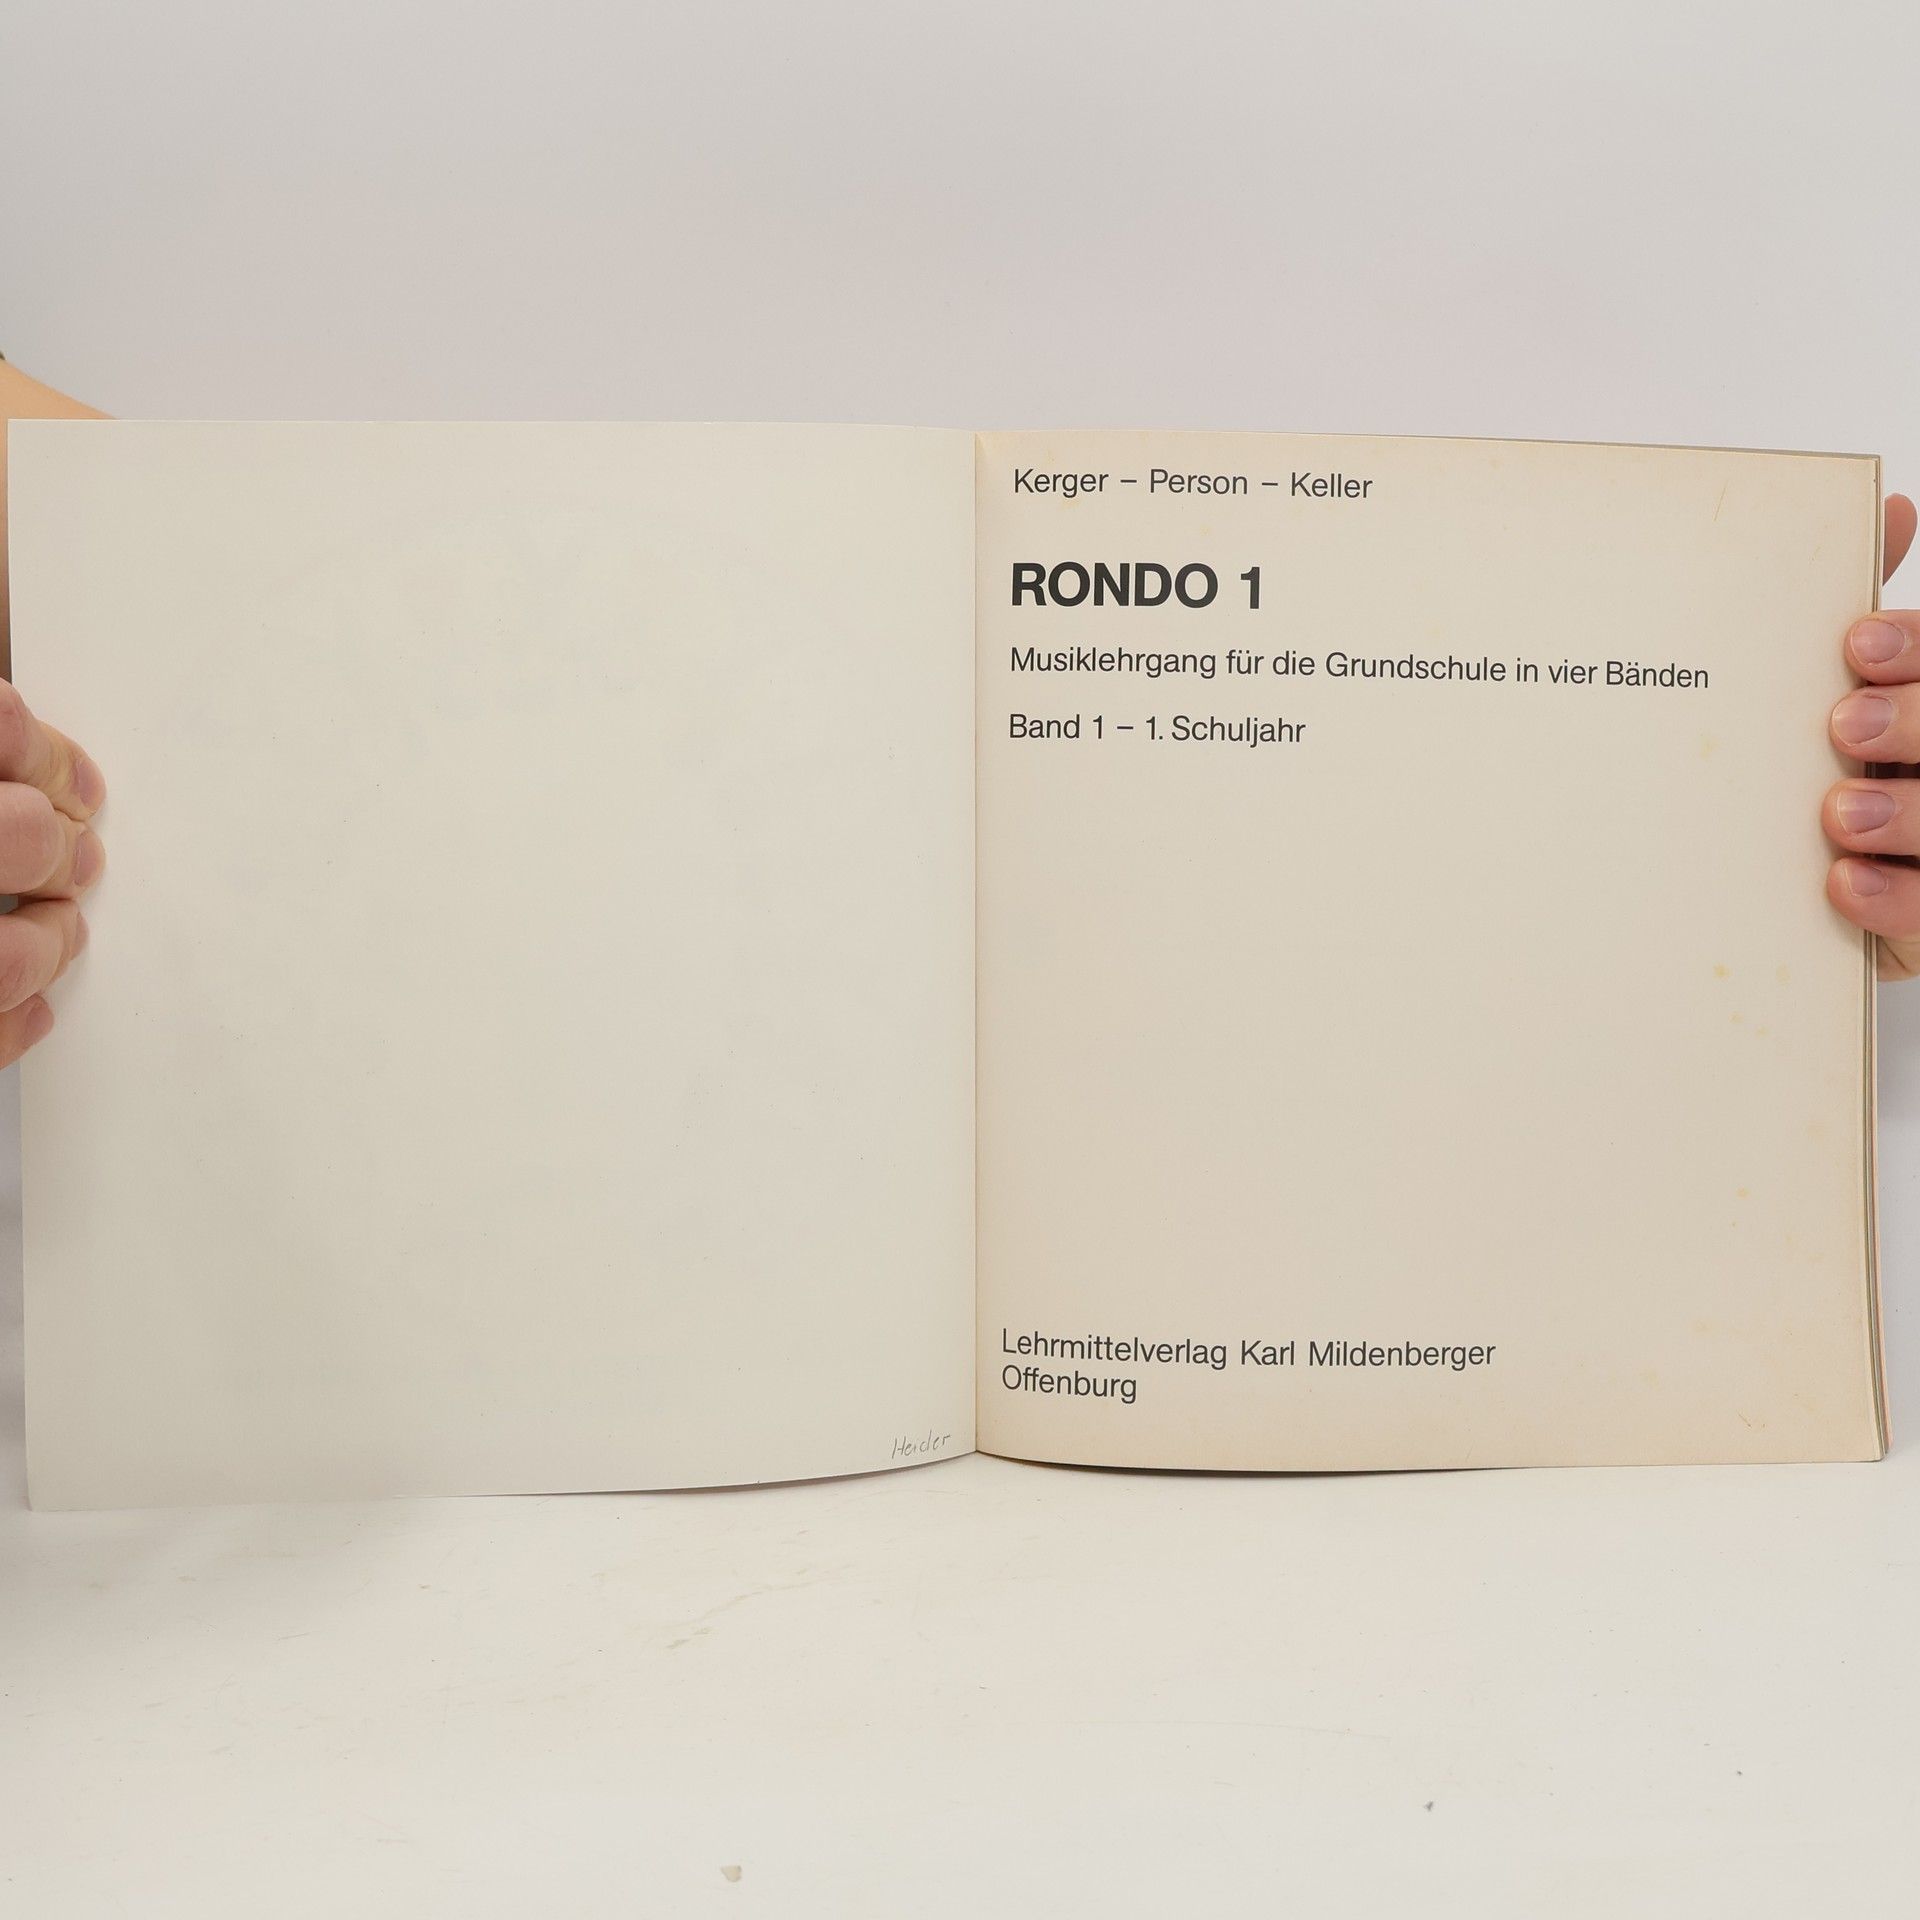 Kerger – Person – Keller
RONDO 1
Musiklehrgang für die Grundschule in vier Bänden
Band 1 – 1. Schuljahr
Lehrmittelverlag Karl Mildenberger
Offenburg